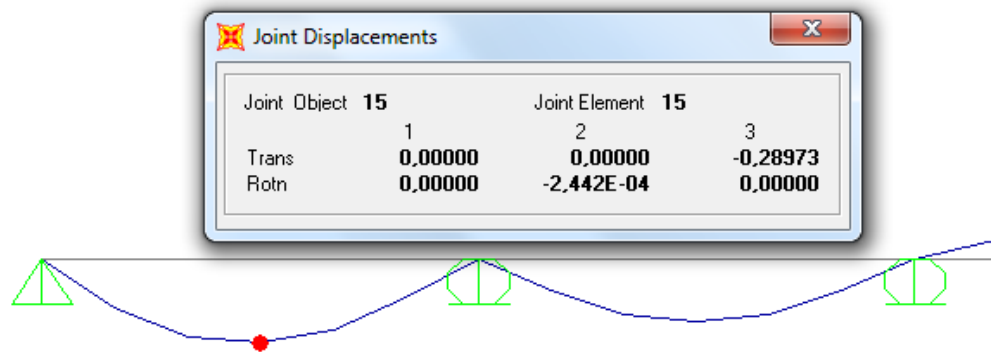 Joint Displacements
Joint Object 15 Joint Element 15
1 2 3
Trans 0,00000 0,00000 -0,28973
Rotn 0,00000 -2,442E-04 0,00000